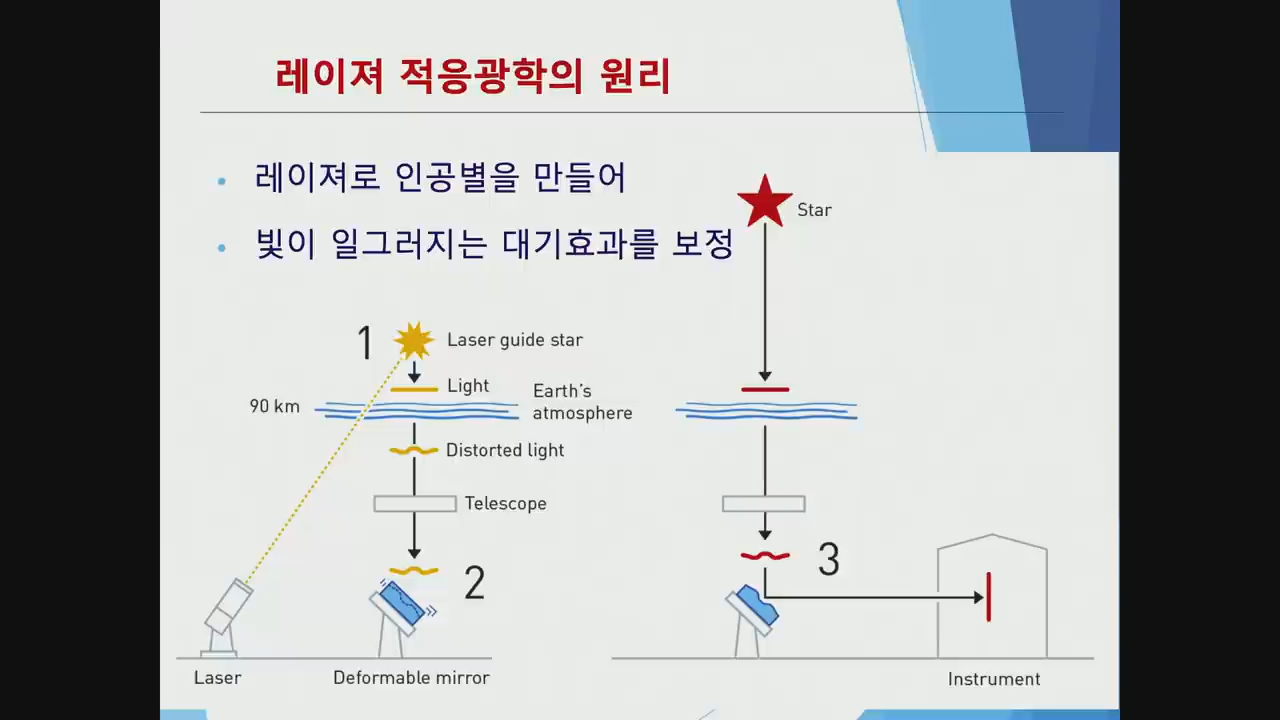 레이져 적응광학의 원리
• 레이져로 인공별을 만들어
• 빛이 일그러지는 대기효과를 보정
Star
1
Laser guide star
Light
90 km
Earth's
atmosphere
Distorted light
Telescope
2
3
Laser
Deformable mirror
Instrument